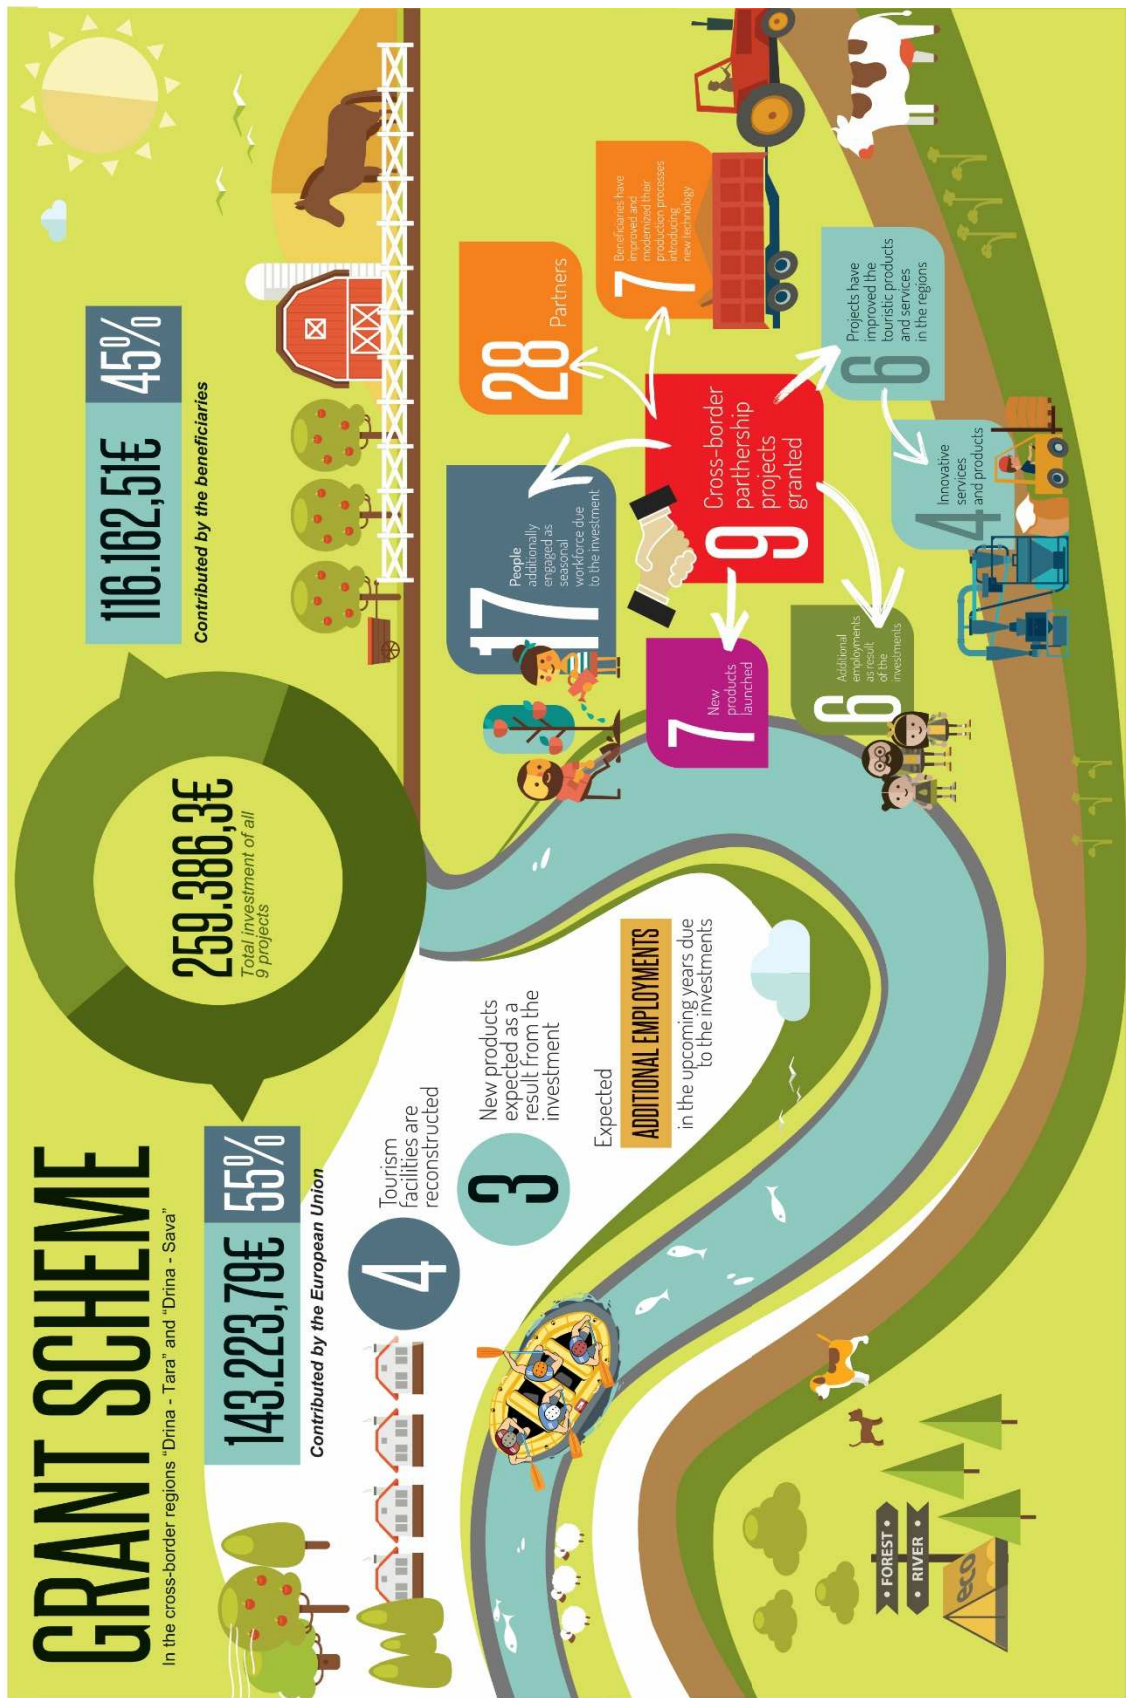 GRANT SCHEME
In the cross-border regions "Drina - Tara" and "Drina - Sava"
143.223,79€
55%
Contributed by the European Union
259.386,3€
Total investment of all
9 projects
116.162,51€
45%
Contributed by the beneficiaries
4
Tourism
facilities are
reconstructed
3
New products
expected as a
result from the
investment
Expected
ADDITIONAL EMPLOYMENTS
in the upcoming years due
to the investments
17
People
additionally
engaged as
seasonal
workforce due
to the investment
28
Partners
7
Beneficiaries have
improved and
modernized their
production processes
introducing
new technology
9
Cross-border
parthership
projects
granted
7
New
products
launched
6
Additional
employments
as result
of the
investments
6
Projects have
improved the
touristic products
and services
in the regions
4
Innovative
services
and products
• FOREST •
• RIVER •
eco